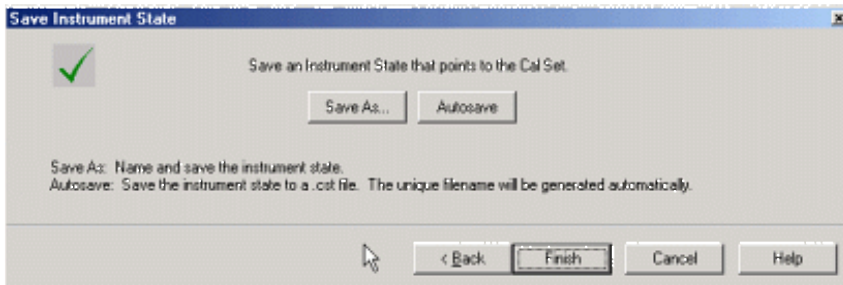 Save Instrument State
Save an Instrument State that points to the Cal Set.
Save As... Autosave
Save As: Name and save the instrument state.
Autosave: Save the instrument state to a .cst file. The unique filename will be generated automatically.
< Back Finish Cancel Help